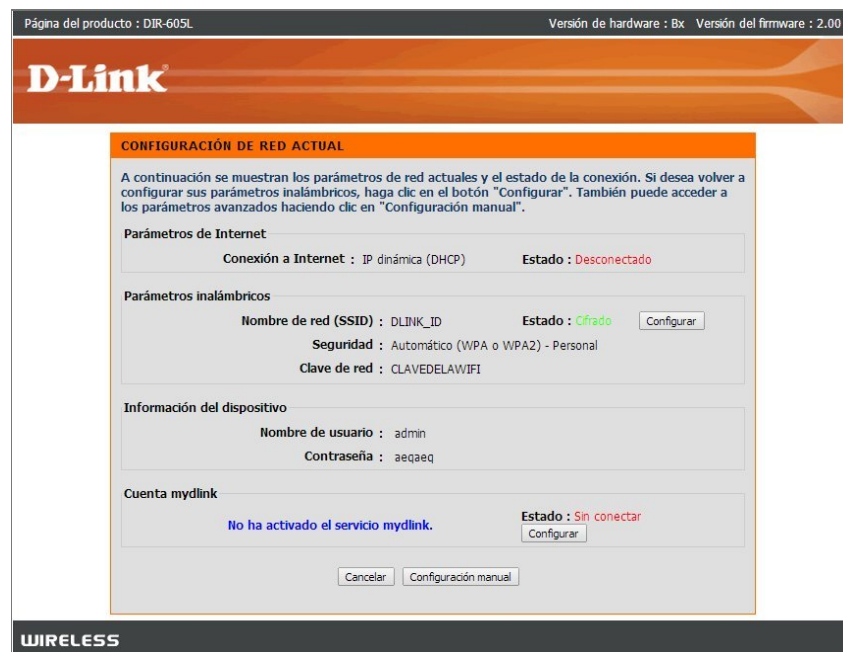 Página del producto : DIR-605L Versión de hardware : Bx Versión del firmware : 2.00
D-Link
CONFIGURACIÓN DE RED ACTUAL
A continuación se muestran los parámetros de red actuales y el estado de la conexión. Si desea volver a
configurar sus parámetros inalámbricos, haga clic en el botón "Configurar". También puede acceder a
los parámetros avanzados haciendo clic en "Configuración manual".
Parámetros de Internet
Conexión a Internet : IP dinámica (DHCP) Estado : Desconectado
Parámetros inalámbricos
Nombre de red (SSID) : DLINK_ID Estado : Cifrado Configurar
Seguridad : Automático (WPA o WPA2) - Personal
Clave de red : CLAVEDELAWIFI
Información del dispositivo
Nombre de usuario : admin
Contraseña : aeqaeq
Cuenta mydlink
No ha activado el servicio mydlink. Estado : Sin conectar
Configurar
Cancelar Configuración manual
WIRELESS